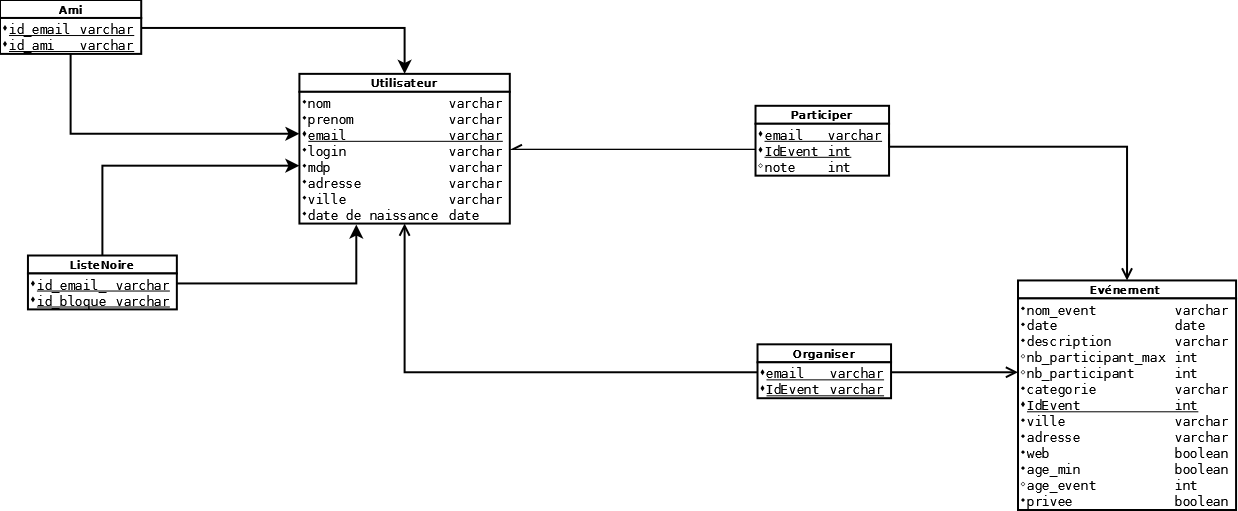 Ami
id_email varchar
id_ami varchar
Utilisateur
nom varchar
prenom varchar
email varchar
login varchar
mdp varchar
adresse varchar
ville varchar
date de naissance date
Participer
email varchar
IdEvent int
note int
ListeNoire
id_email_ varchar
id_bloque varchar
Evénement
nom_event varchar
date date
description varchar
nb_participant_max int
nb_participant int
categorie varchar
IdEvent int
ville varchar
adresse varchar
web boolean
age_min boolean
age_event int
privee boolean
Organiser
email varchar
IdEvent varchar